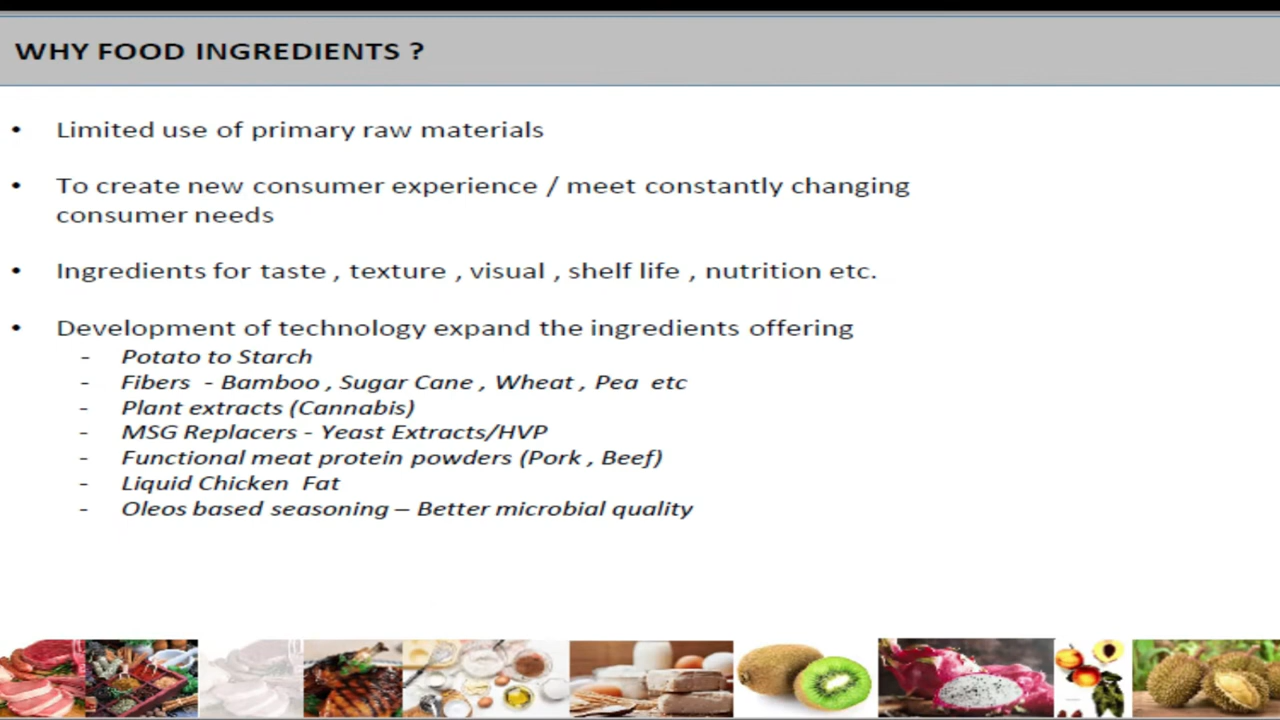 WHY FOOD INGREDIENTS ?
• Limited use of primary raw materials
• To create new consumer experience / meet constantly changing
consumer needs
• Ingredients for taste , texture , visual , shelf life , nutrition etc.
• Development of technology expand the ingredients offering
- Potato to Starch
- Fibers - Bamboo , Sugar Cane , Wheat , Pea etc
- Plant extracts (Cannabis)
- MSG Replacers - Yeast Extracts/HVP
- Functional meat protein powders (Pork , Beef)
- Liquid Chicken Fat
- Oleos based seasoning – Better microbial quality